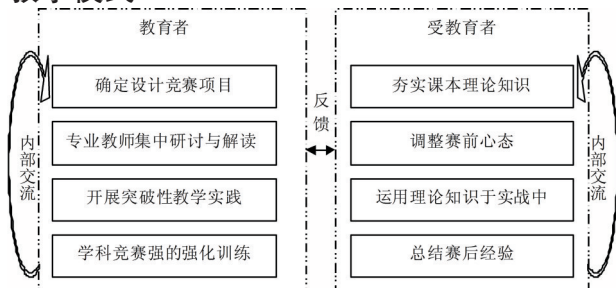 教育者
受教育者
确定设计竞赛项目
夯实课本理论知识
专业教师集中研讨与解读
调整赛前心态
开展突破性教学实践
运用理论知识于实战中
学科竞赛强的强化训练
总结赛后经验
内部交流
反馈
内部交流